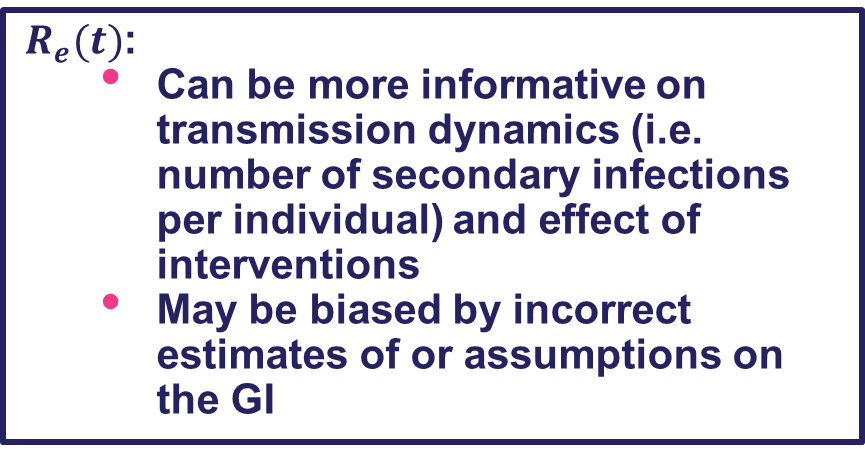 R_e(t):
• Can be more informative on
transmission dynamics (i.e.
number of secondary infections
per individual) and effect of
interventions
• May be biased by incorrect
estimates of or assumptions on
the GI